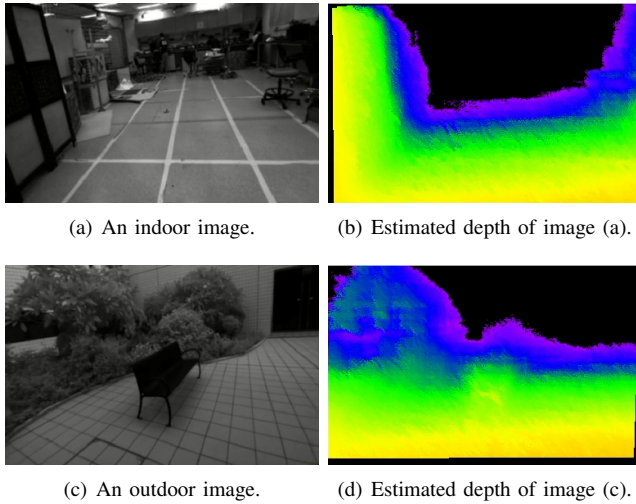 (a) An indoor image.
(b) Estimated depth of image (a).
(c) An outdoor image.
(d) Estimated depth of image (c).